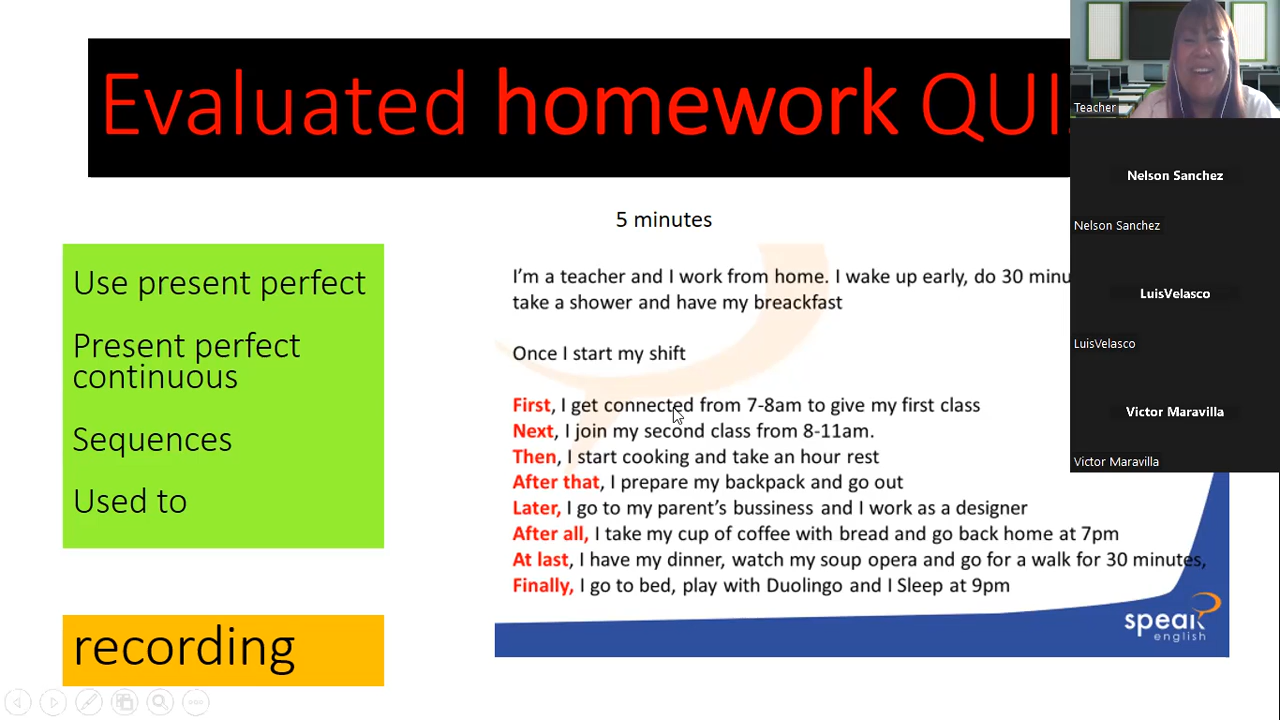 Evaluated homework QUI
5 minutes
Use present perfect
Present perfect
continuous
Sequences
Used to
recording
I'm a teacher and I work from home. I wake up early, do 30 minu
take a shower and have my breackfast
Once I start my shift
First, I get connected from 7-8am to give my first class
Next, I join my second class from 8-11am.
Then, I start cooking and take an hour rest
After that, I prepare my backpack and go out
Later, I go to my parent's bussiness and I work as a designer
After all, I take my cup of coffee with bread and go back home at 7pm
At last, I have my dinner, watch my soup opera and go for a walk for 30 minutes,
Finally, I go to bed, play with Duolingo and I Sleep at 9pm
speak
english
Teacher
Nelson Sanchez
Nelson Sanchez
LuisVelasco
LuisVelasco
Victor Maravilla
Victor Maravilla